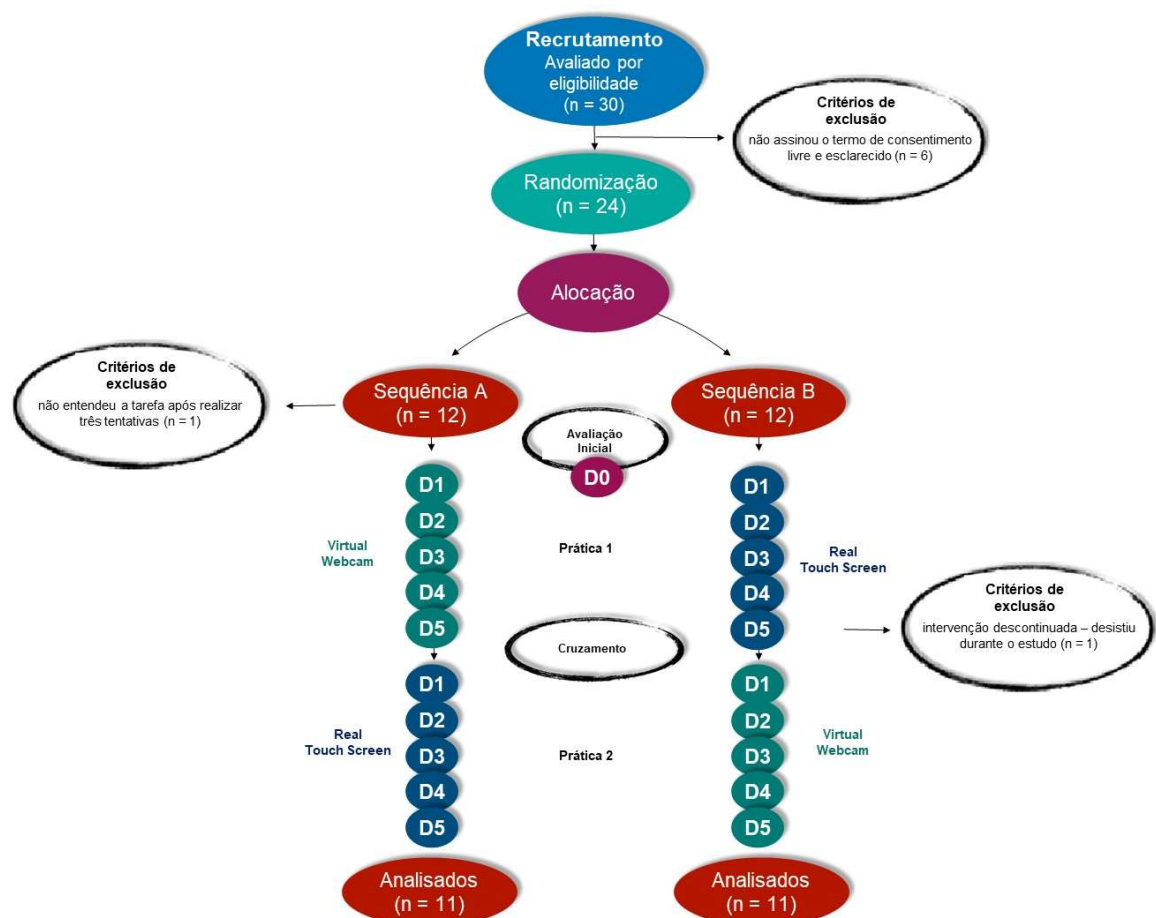 Recrutamento
Avaliado por
eligibilidade
(n = 30)
Critérios de
exclusão
não assinou o termo de consentimento
livre e esclarecido (n = 6)
Randomização
(n = 24)
Alocação
Critérios de
exclusão
não entendeu a tarefa após realizar
três tentativas (n = 1)
Sequência A
(n = 12)
Sequência B
(n = 12)
Avaliação
Inicial
D0
D1
D2
D3
D4
D5
Virtual
Webcam
Prática 1
D1
D2
D3
D4
D5
Real
Touch Screen
Critérios de
exclusão
intervenção descontinuada – desistiu
durante o estudo (n = 1)
Cruzamento
D1
D2
D3
D4
D5
Real
Touch Screen
Prática 2
D1
D2
D3
D4
D5
Virtual
Webcam
Analisados
(n = 11)
Analisados
(n = 11)